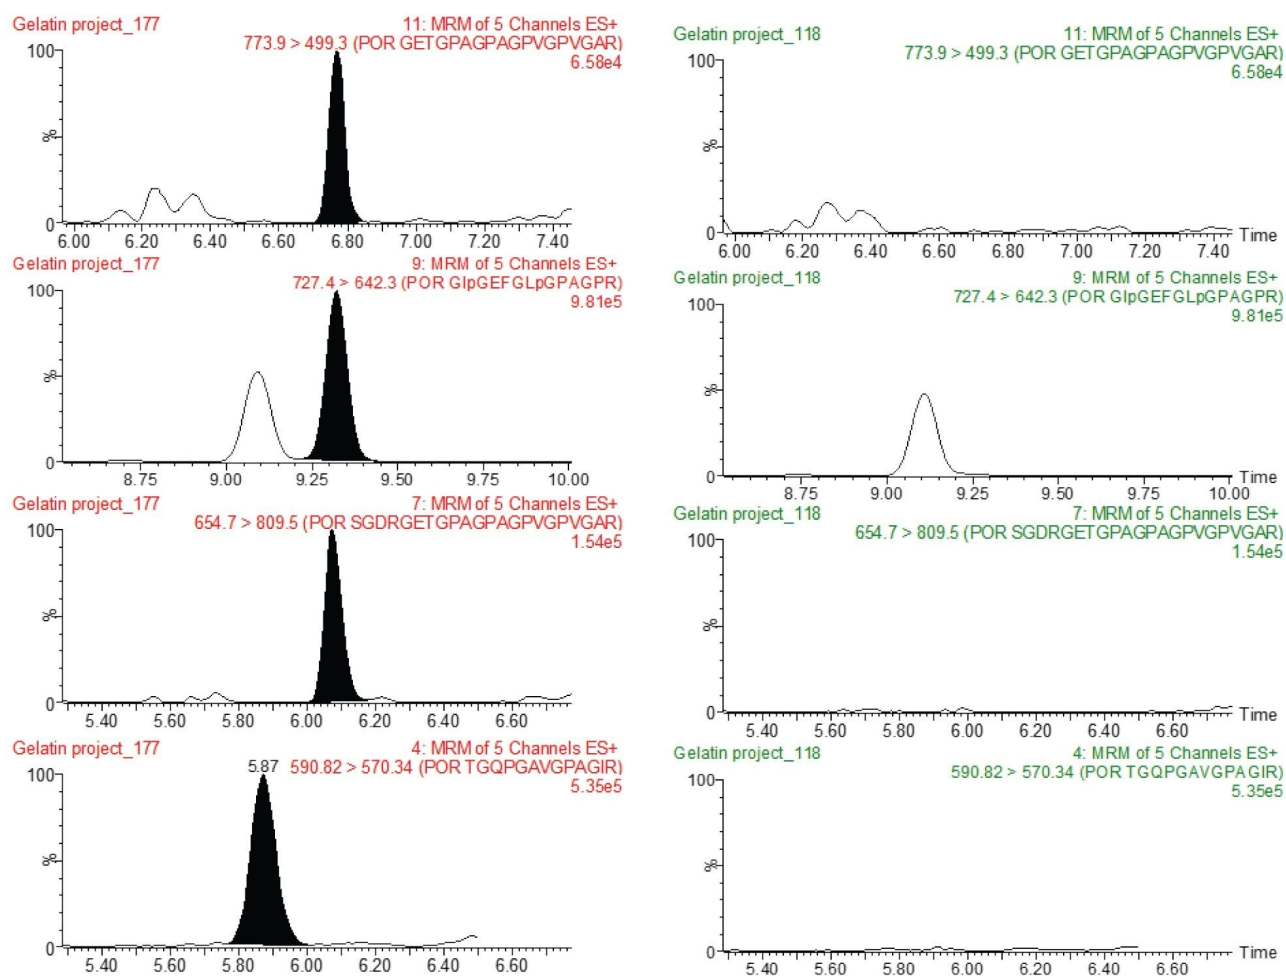 Gelatin project_177
11: MRM of 5 Channels ES+
773.9 > 499.3 (POR GETGPAGPAGPVGPVGAR)
6.58e4
100
%
0
6.00 6.20 6.40 6.60 6.80 7.00 7.20 7.40
Gelatin project_177
9: MRM of 5 Channels ES+
727.4 > 642.3 (POR GIpGEFGLpGPAGPR)
9.81e5
100
%
0
8.75 9.00 9.25 9.50 9.75 10.00
Gelatin project_177
7: MRM of 5 Channels ES+
654.7 > 809.5 (POR SGDRGETGPAGPAGPVGPVGAR)
1.54e5
100
%
0
5.40 5.60 5.80 6.00 6.20 6.40 6.60
Gelatin project_177
4: MRM of 5 Channels ES+
5.87
590.82 > 570.34 (POR TGQPGAVGPAGIR)
5.35e5
100
%
0
5.40 5.60 5.80 6.00 6.20 6.40 6.60
Gelatin project_118
11: MRM of 5 Channels ES+
773.9 > 499.3 (POR GETGPAGPAGPVGPVGAR)
6.58e4
100
%
0
6.00 6.20 6.40 6.60 6.80 7.00 7.20 7.40 Time
Gelatin project_118
9: MRM of 5 Channels ES+
727.4 > 642.3 (POR GIpGEFGLpGPAGPR)
9.81e5
100
%
0
8.75 9.00 9.25 9.50 9.75 10.00 Time
Gelatin project_118
7: MRM of 5 Channels ES+
654.7 > 809.5 (POR SGDRGETGPAGPAGPVGPVGAR)
1.54e5
100
%
0
5.40 5.60 5.80 6.00 6.20 6.40 6.60 Time
Gelatin project_118
4: MRM of 5 Channels ES+
590.82 > 570.34 (POR TGQPGAVGPAGIR)
5.35e5
100
%
0
5.40 5.60 5.80 6.00 6.20 6.40 6.60 Time